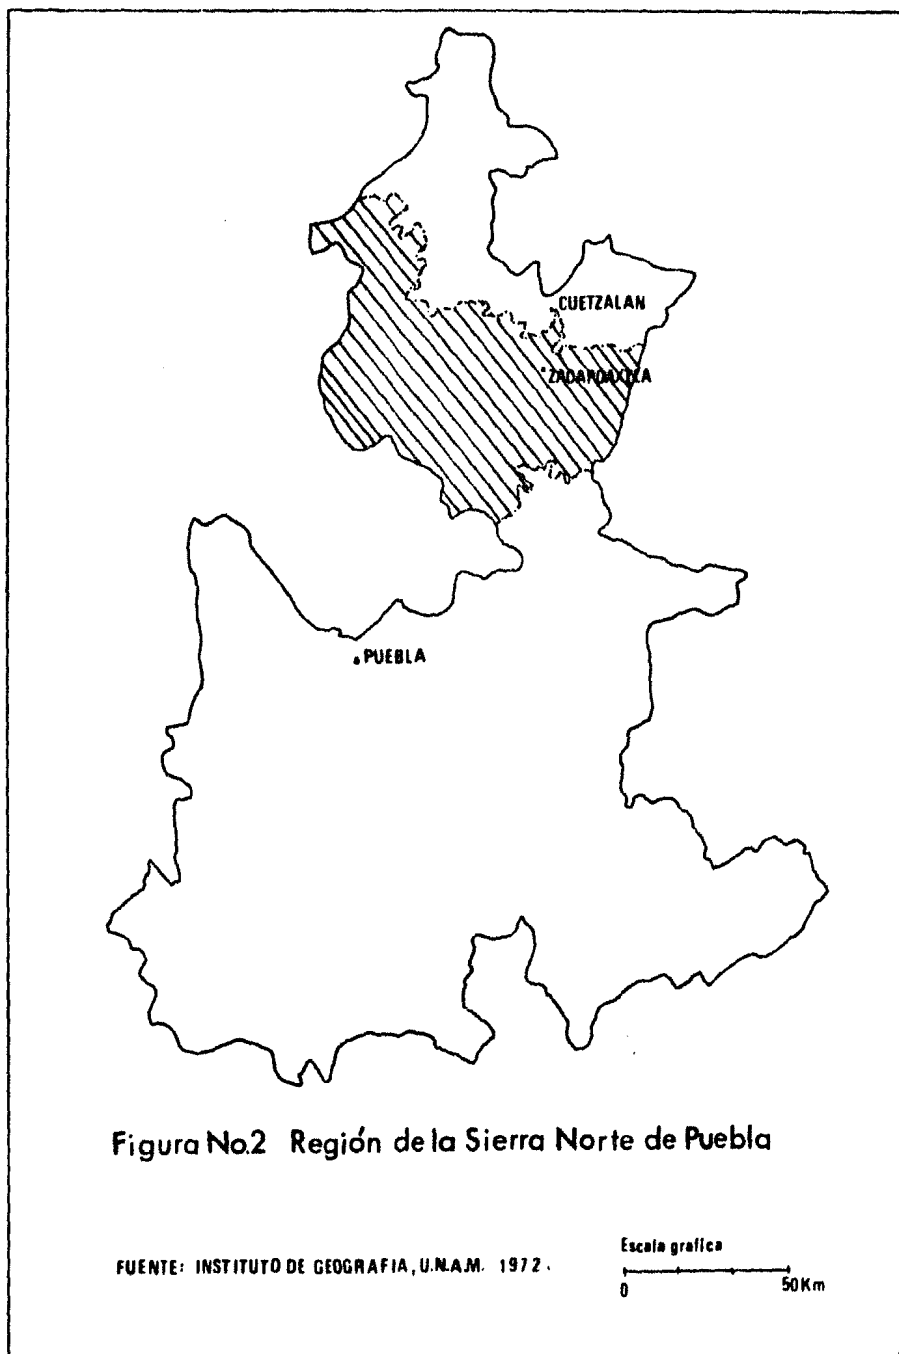 CUETZALAN
ZACAPOAXTLA
PUEBLA
Figura No.2 Región de la Sierra Norte de Puebla
Escala grafica
FUENTE: INSTITUTO DE GEOGRAFIA, U.N.A.M. 1972.
0 50Km